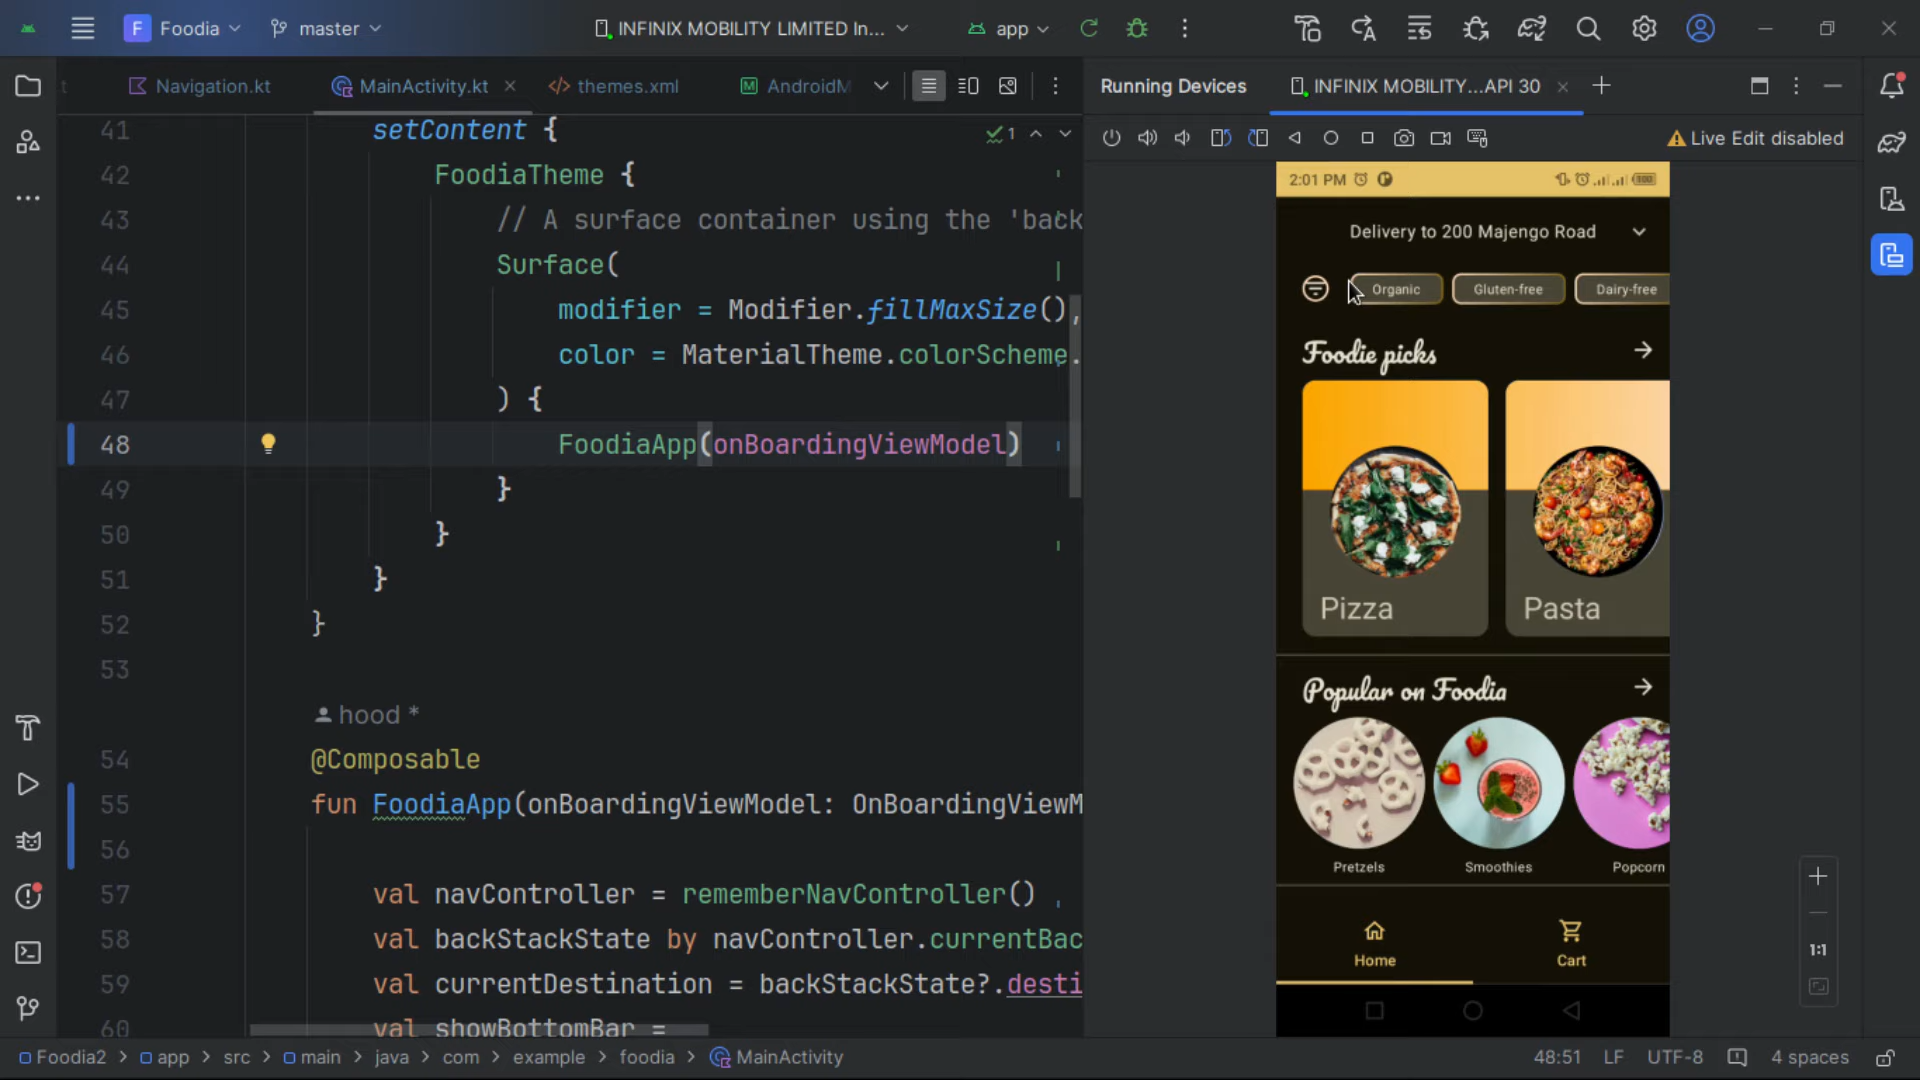 F Foodia
master
INFINIX MOBILITY LIMITED In...
app
Navigation.kt
MainActivity.kt
themes.xml
AndroidM
Running Devices
INFINIX MOBILITY...API 30
Live Edit disabled
1
41 setContent {
42 FoodiaTheme {
43 // A surface container using the 'back
44 Surface(
45 modifier = Modifier.fillMaxSize(),
46 color = MaterialTheme.colorScheme.
47 ) {
48 FoodiaApp(onBoardingViewModel)
49 }
50 }
51 }
52 }
53
hood *
54 @Composable
55 fun FoodiaApp(onBoardingViewModel: OnBoardingViewM
56
57 val navController = rememberNavController()
58 val backStackState by navController.currentBac
59 val currentDestination = backStackState?.desti
60 val showBottomBar =
2:01 PM
Delivery to 200 Majengo Road
Organic
Gluten-free
Dairy-free
Foodie picks
Pizza
Pasta
Popular on Foodia
Pretzels
Smoothies
Popcorn
Home
Cart
1:1
Foodia2 > app > src > main > java > com > example > foodia > MainActivity
48:51
LF
UTF-8
4 spaces